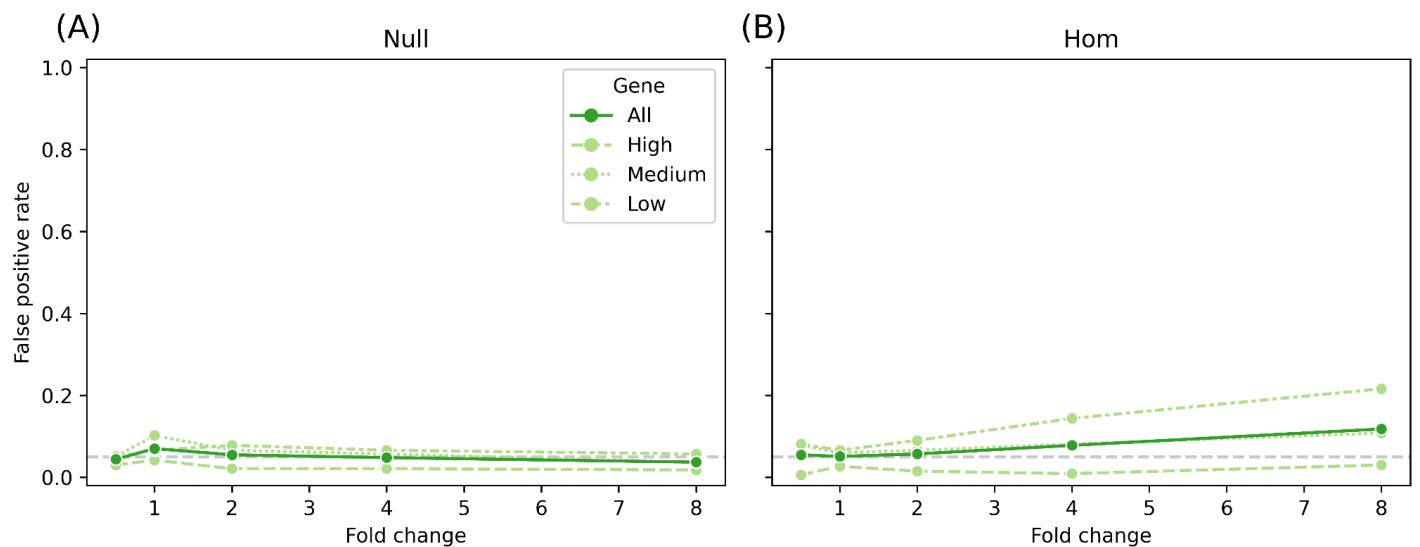 (A)
Null
(B)
Hom
1.0
0.8
0.6
0.4
0.2
0.0
False positive rate
Gene
All
High
Medium
Low
1 2 3 4 5 6 7 8
Fold change
1 2 3 4 5 6 7 8
Fold change